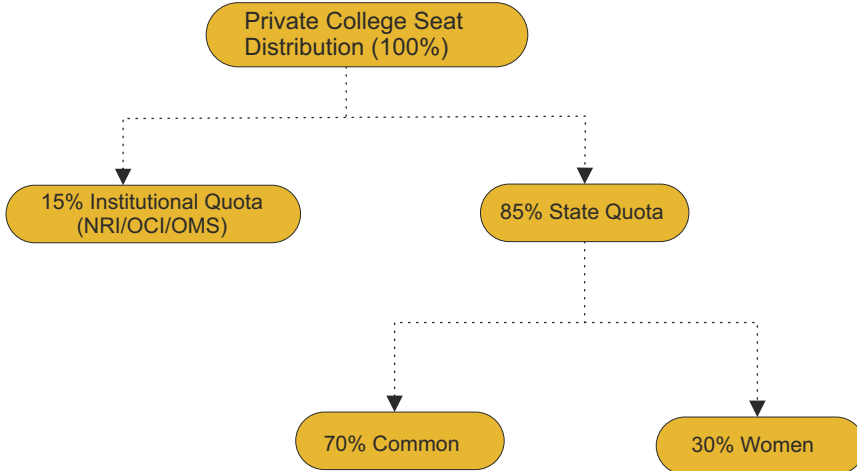 Private College Seat
Distribution (100%)
15% Institutional Quota
(NRI/OCI/OMS)
85% State Quota
70% Common
30% Women